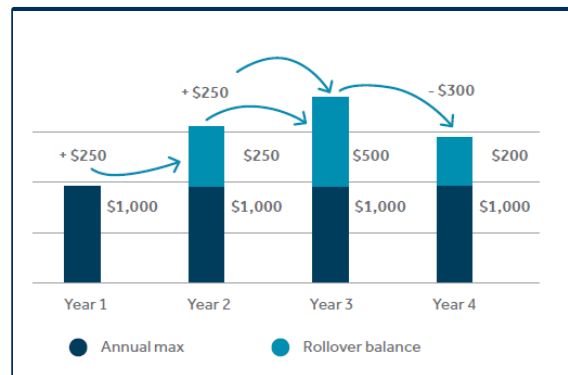 + $250
- $300
+ $250
$250
$500
$200
$1,000
$1,000
$1,000
$1,000
Year 1
Year 2
Year 3
Year 4
Annual max
Rollover balance